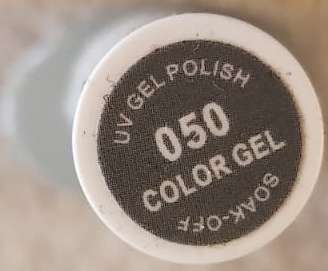 UV GEL POLISH
050
COLOR GEL
SOAK-OFF